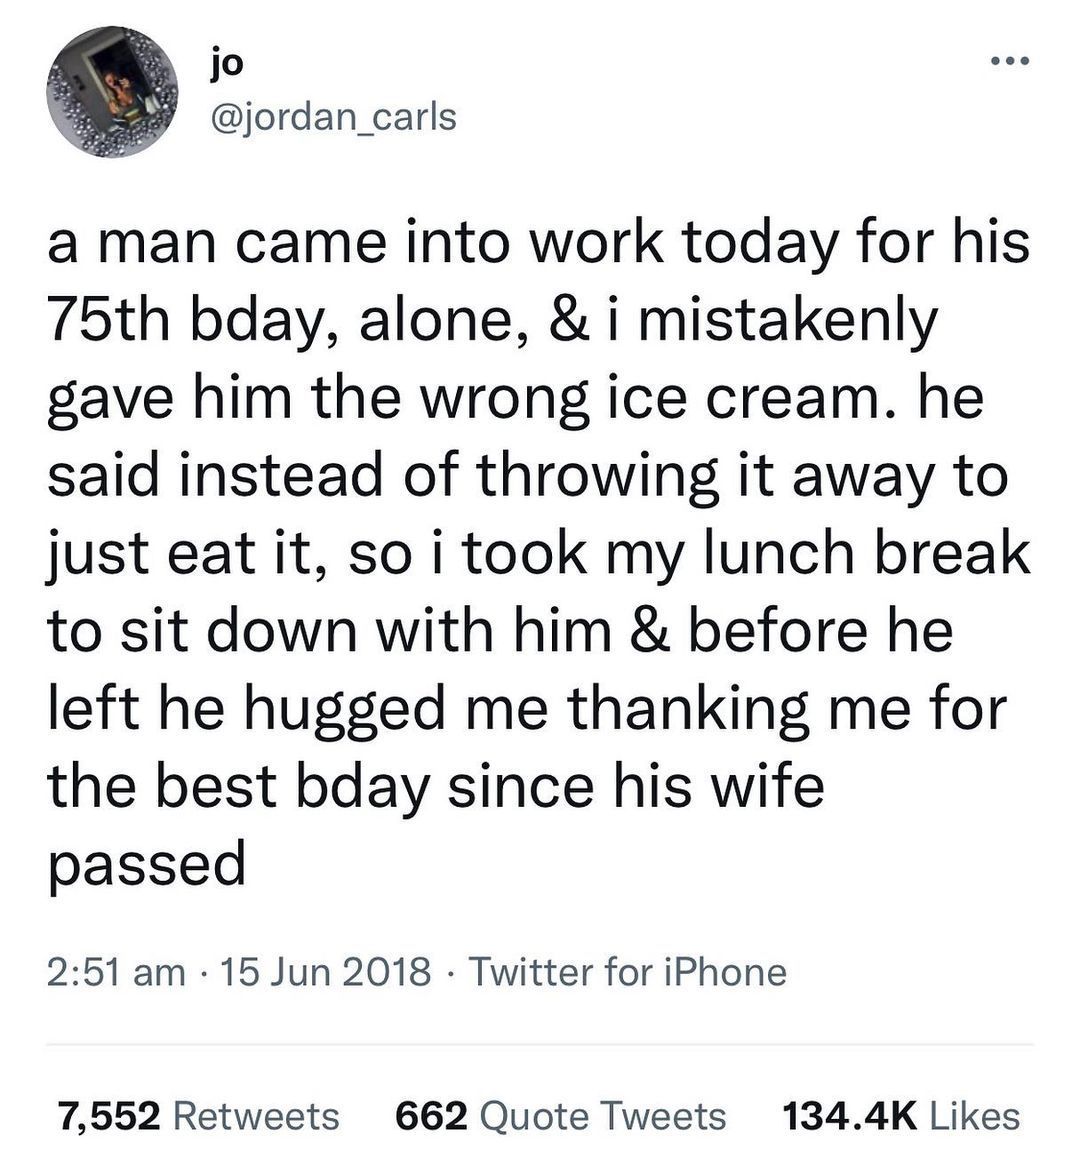 jo
@jordan_carls
a man came into work today for his
75th bday, alone, & i mistakenly
gave him the wrong ice cream. he
said instead of throwing it away to
just eat it, so i took my lunch break
to sit down with him & before he
left he hugged me thanking me for
the best bday since his wife
passed
2:51 am · 15 Jun 2018 · Twitter for iPhone
7,552 Retweets 662 Quote Tweets 134.4K Likes